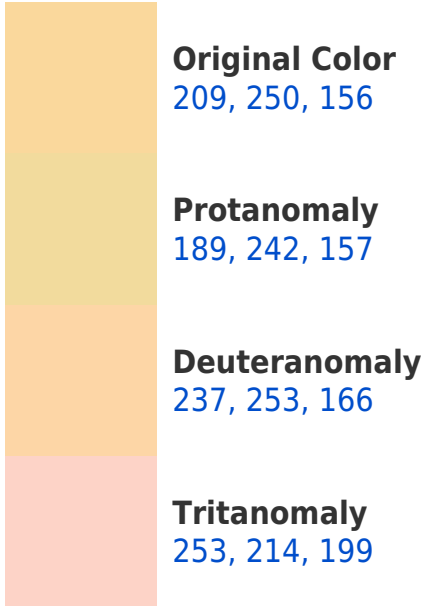 Original Color
209, 250, 156
Protanomaly
189, 242, 157
Deuteranomaly
237, 253, 166
Tritanomaly
253, 214, 199